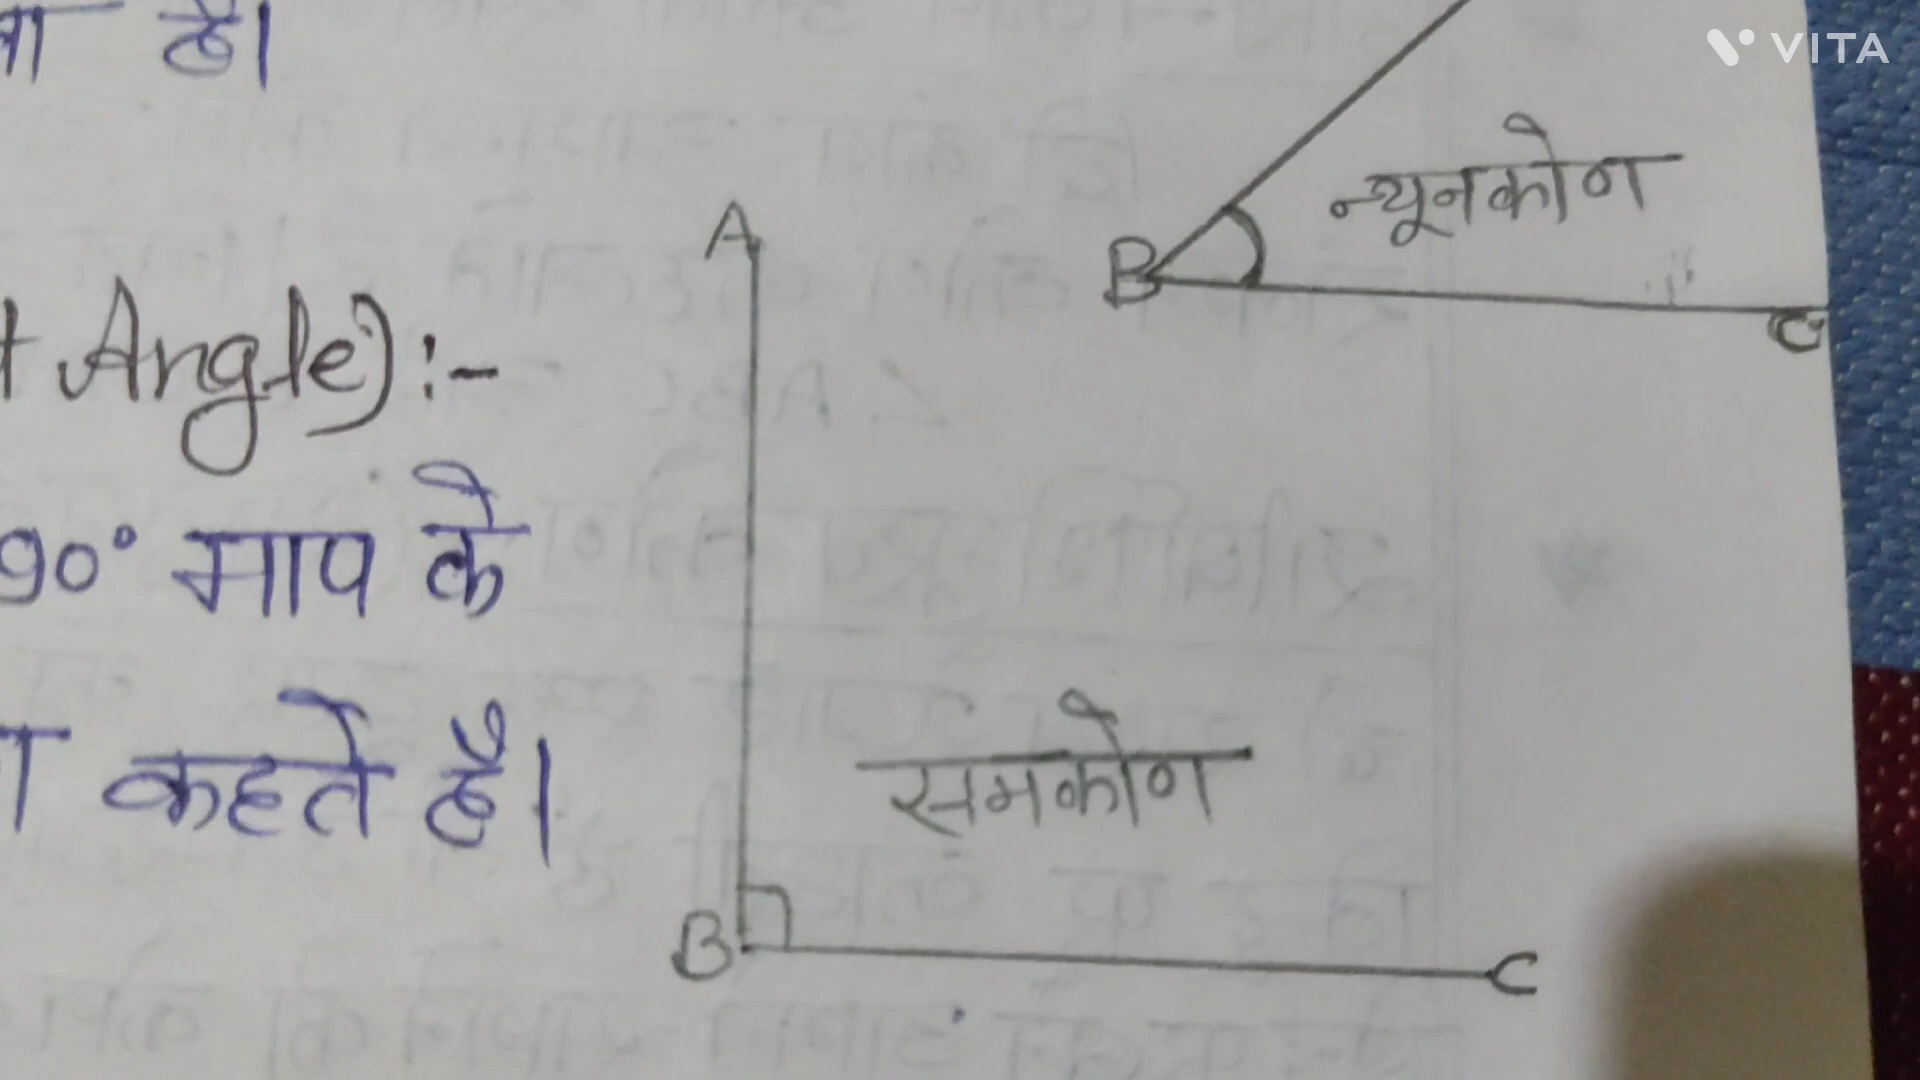 है।
VITA
न्यूनकोण
B
C
A
Angle):-
90° माप के
समकोण
कहते है।
B
C